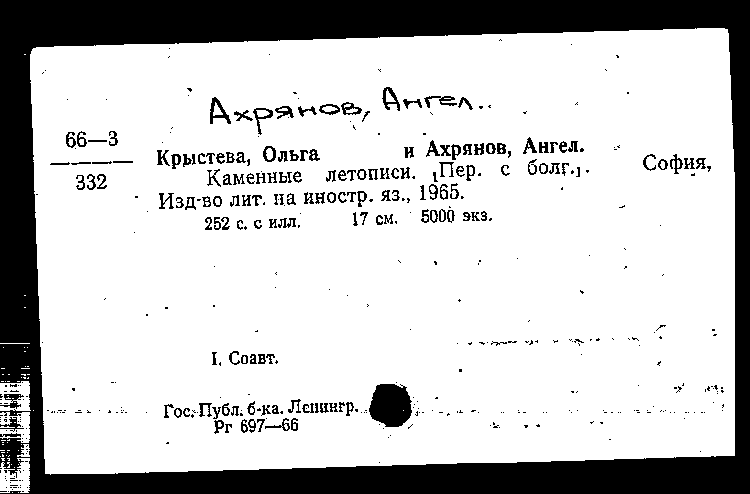 Ахрянов, Ангел..
66—3
332
Крыстева, Ольга и Ахрянов, Ангел.
Каменные летописи. [Пер. с болг.]. София,
Изд-во лит. на иностр. яз., 1965.
252 с. с илл. 17 см. 5000 экз.
I. Соавт.
Гос. Публ. б-ка. Ленингр.
Рг 697—66